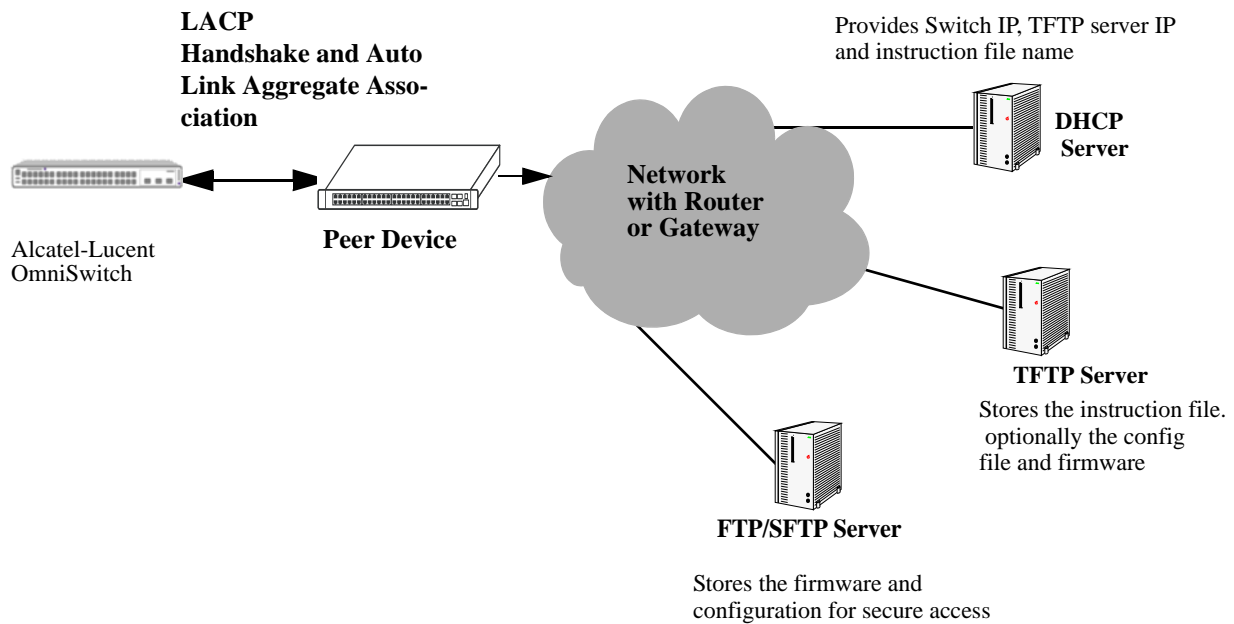 LACP
Handshake and Auto
Link Aggregate Asso-
ciation
Provides Switch IP, TFTP server IP
and instruction file name
DHCP
Server
Network
with Router
or Gateway
Peer Device
Alcatel-Lucent
OmniSwitch
TFTP Server
Stores the instruction file.
optionally the config
file and firmware
FTP/SFTP Server
Stores the firmware and
configuration for secure access